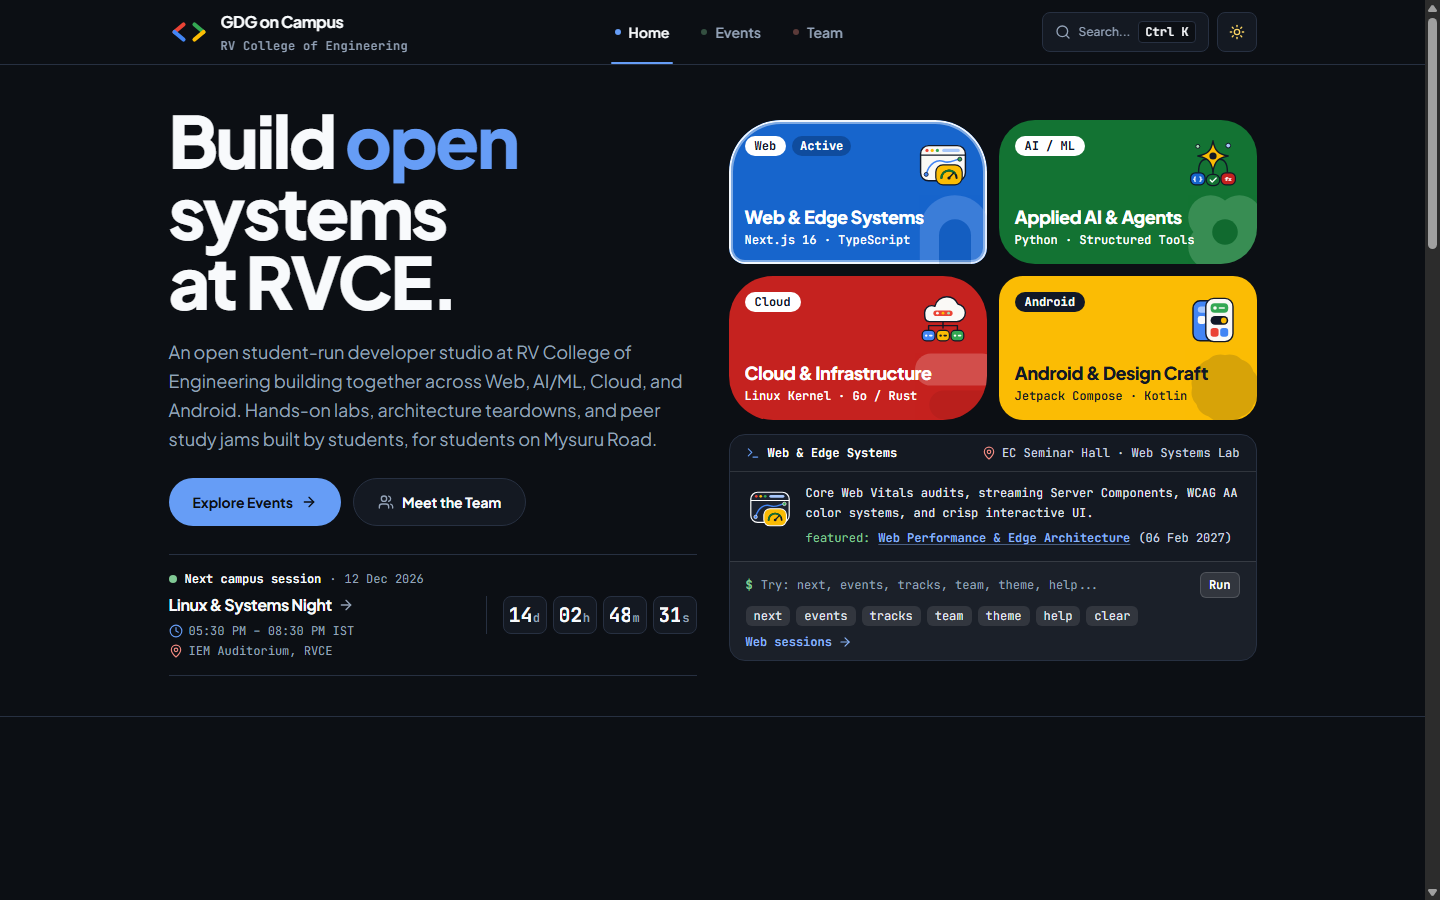 GDG on Campus
RV College of Engineering
Home
Events
Team
Search...
Ctrl K
Build open
systems
at RVCE.
An open student-run developer studio at RV College of
Engineering building together across Web, AI/ML, Cloud, and
Android. Hands-on labs, architecture teardowns, and peer
study jams built by students, for students on Mysuru Road.
Explore Events →
Meet the Team
Next campus session · 12 Dec 2026
Linux & Systems Night →
05:30 PM – 08:30 PM IST
IEM Auditorium, RVCE
14d 02h 48m 31s
Web Active
Web & Edge Systems
Next.js 16 · TypeScript
AI / ML
Applied AI & Agents
Python · Structured Tools
Cloud
Cloud & Infrastructure
Linux Kernel · Go / Rust
Android
Android & Design Craft
Jetpack Compose · Kotlin
Web & Edge Systems
EC Seminar Hall · Web Systems Lab
Core Web Vitals audits, streaming Server Components, WCAG AA
color systems, and crisp interactive UI.
featured: Web Performance & Edge Architecture (06 Feb 2027)
$ Try: next, events, tracks, team, theme, help...
Run
next events tracks team theme help clear
Web sessions →